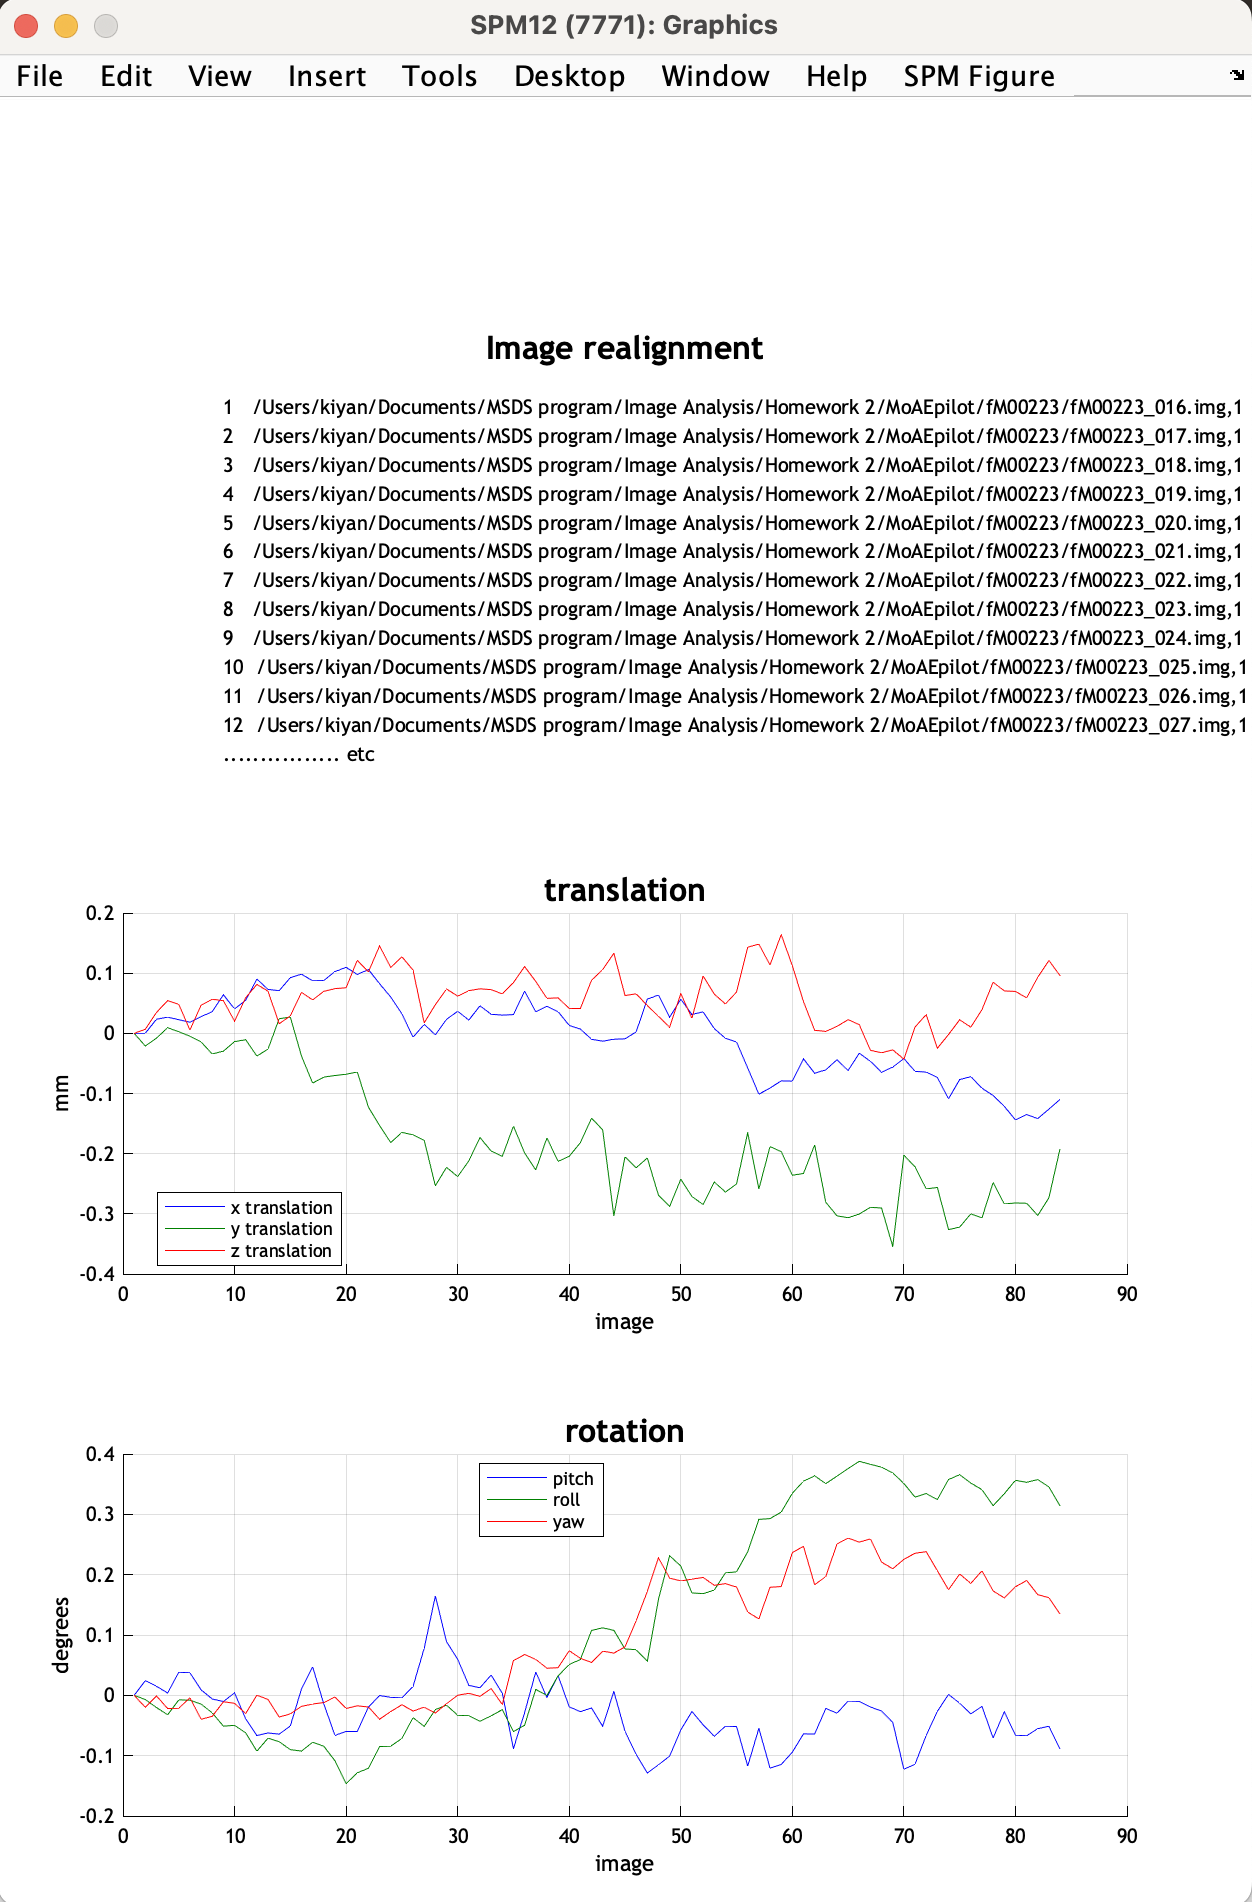 SPM12 (7771): Graphics
File Edit View Insert Tools Desktop Window Help SPM Figure
Image realignment
1 /Users/kiyan/Documents/MSDS program/Image Analysis/Homework 2/MoAEpilot/fM00223/fM00223_016.img,1
2 /Users/kiyan/Documents/MSDS program/Image Analysis/Homework 2/MoAEpilot/fM00223/fM00223_017.img,1
3 /Users/kiyan/Documents/MSDS program/Image Analysis/Homework 2/MoAEpilot/fM00223/fM00223_018.img,1
4 /Users/kiyan/Documents/MSDS program/Image Analysis/Homework 2/MoAEpilot/fM00223/fM00223_019.img,1
5 /Users/kiyan/Documents/MSDS program/Image Analysis/Homework 2/MoAEpilot/fM00223/fM00223_020.img,1
6 /Users/kiyan/Documents/MSDS program/Image Analysis/Homework 2/MoAEpilot/fM00223/fM00223_021.img,1
7 /Users/kiyan/Documents/MSDS program/Image Analysis/Homework 2/MoAEpilot/fM00223/fM00223_022.img,1
8 /Users/kiyan/Documents/MSDS program/Image Analysis/Homework 2/MoAEpilot/fM00223/fM00223_023.img,1
9 /Users/kiyan/Documents/MSDS program/Image Analysis/Homework 2/MoAEpilot/fM00223/fM00223_024.img,1
10 /Users/kiyan/Documents/MSDS program/Image Analysis/Homework 2/MoAEpilot/fM00223/fM00223_025.img,1
11 /Users/kiyan/Documents/MSDS program/Image Analysis/Homework 2/MoAEpilot/fM00223/fM00223_026.img,1
12 /Users/kiyan/Documents/MSDS program/Image Analysis/Homework 2/MoAEpilot/fM00223/fM00223_027.img,1
................ etc
translation
0.2
0.1
0
-0.1
-0.2
-0.3
-0.4
mm
x translation
y translation
z translation
0 10 20 30 40 50 60 70 80 90
image
rotation
0.4
0.3
0.2
0.1
0
-0.1
-0.2
degrees
pitch
roll
yaw
0 10 20 30 40 50 60 70 80 90
image